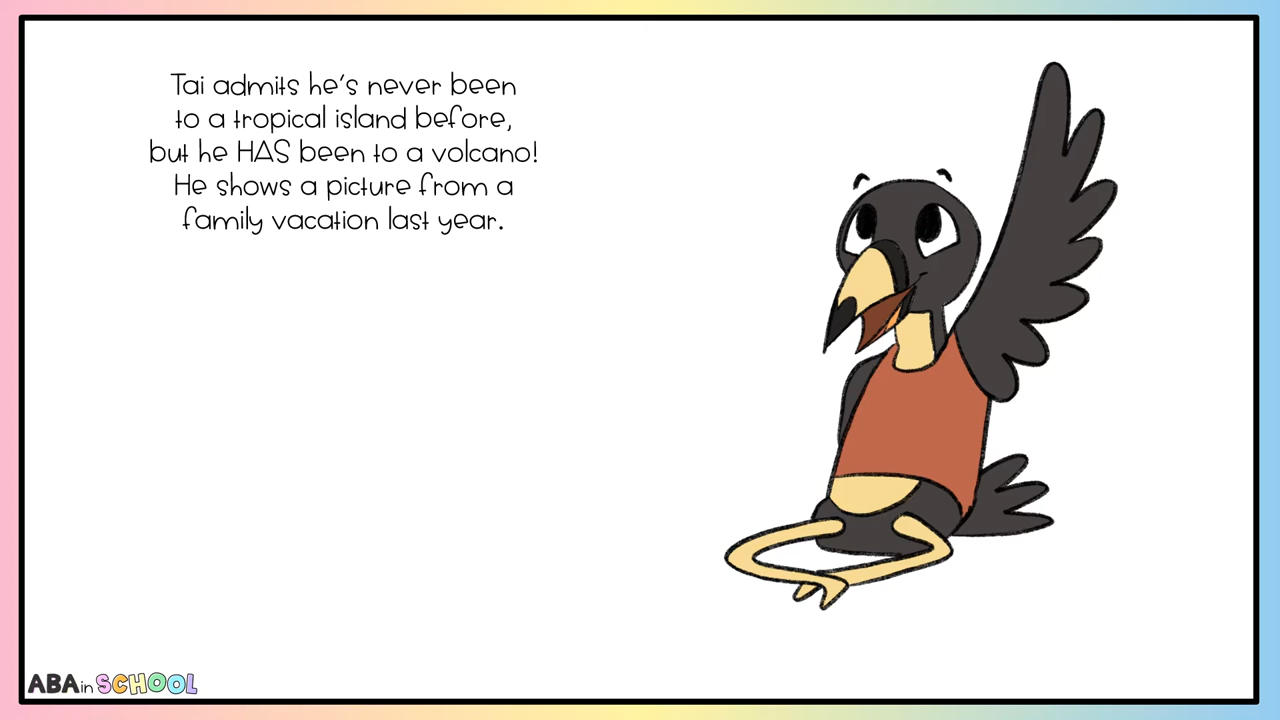 Tai admits he's never been
to a tropical island before,
but he HAS been to a volcano!
He shows a picture from a
family vacation last year.
ABA in SCHOOL